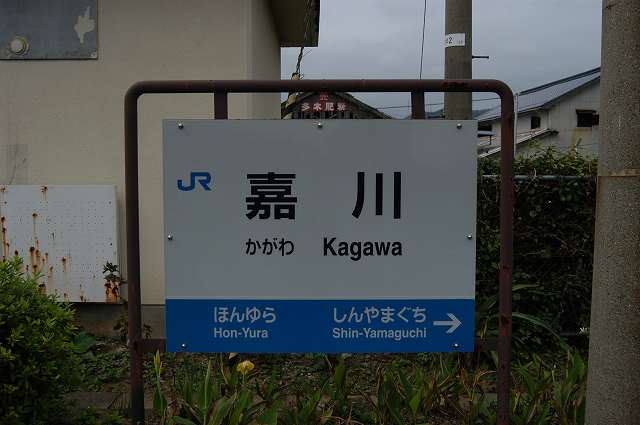 JR 嘉川
かがわ Kagawa
ほんゆら しんやまぐち
Hon-Yura Shin-Yamaguchi →